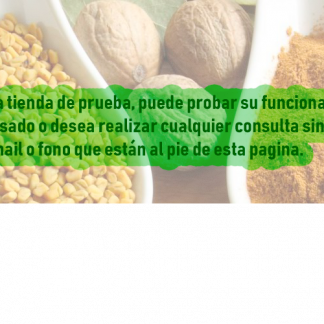 tienda de prueba, puede probar su funciona
sado o desea realizar cualquier consulta sin
ail o fono que están al pie de esta pagina.